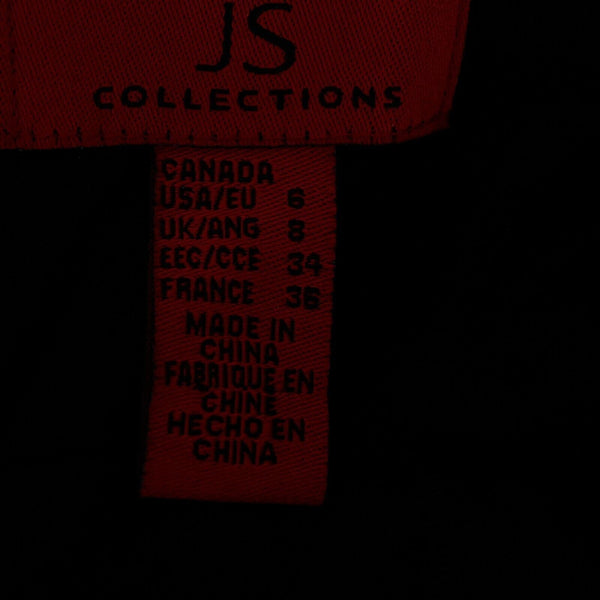 JS
COLLECTIONS
CANADA
USA/EU 6
UK/ANG 8
EEC/CCE 34
FRANCE 36
MADE IN
CHINA
FABRIQUE EN
CHINE
HECHO EN
CHINA